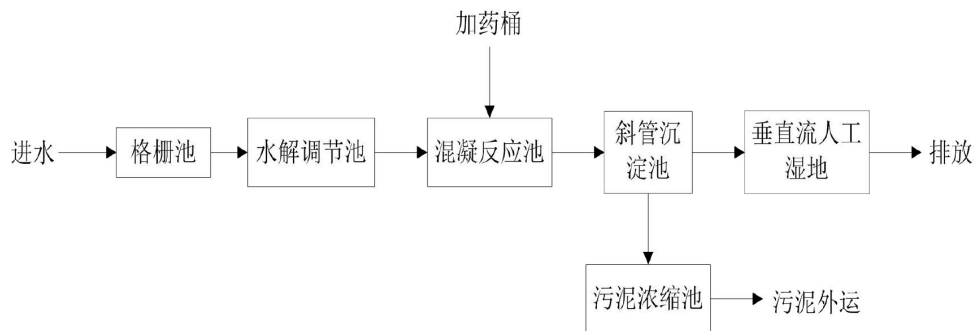 加药桶
进水
格栅池
水解调节池
混凝反应池
斜管沉
淀池
垂直流人工
湿地
排放
污泥浓缩池
污泥外运